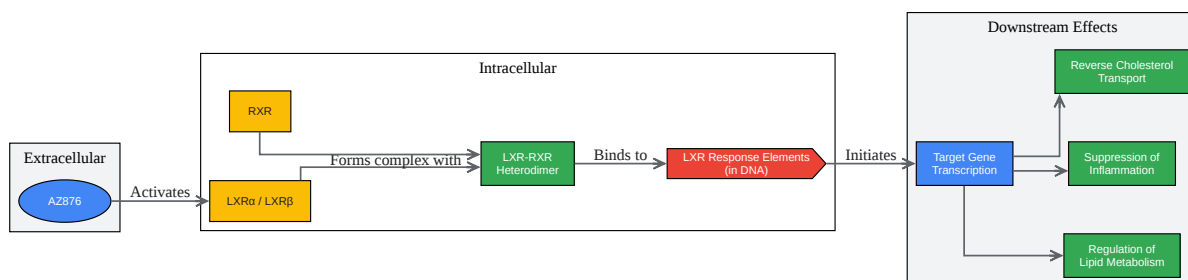 Extracellular
AZ876
Activates
Intracellular
RXR
LXRα / LXRβ
Forms complex with
LXR-RXR
Heterodimer
Binds to
LXR Response Elements
(in DNA)
Initiates
Downstream Effects
Target Gene
Transcription
Reverse Cholesterol
Transport
Suppression of
Inflammation
Regulation of
Lipid Metabolism